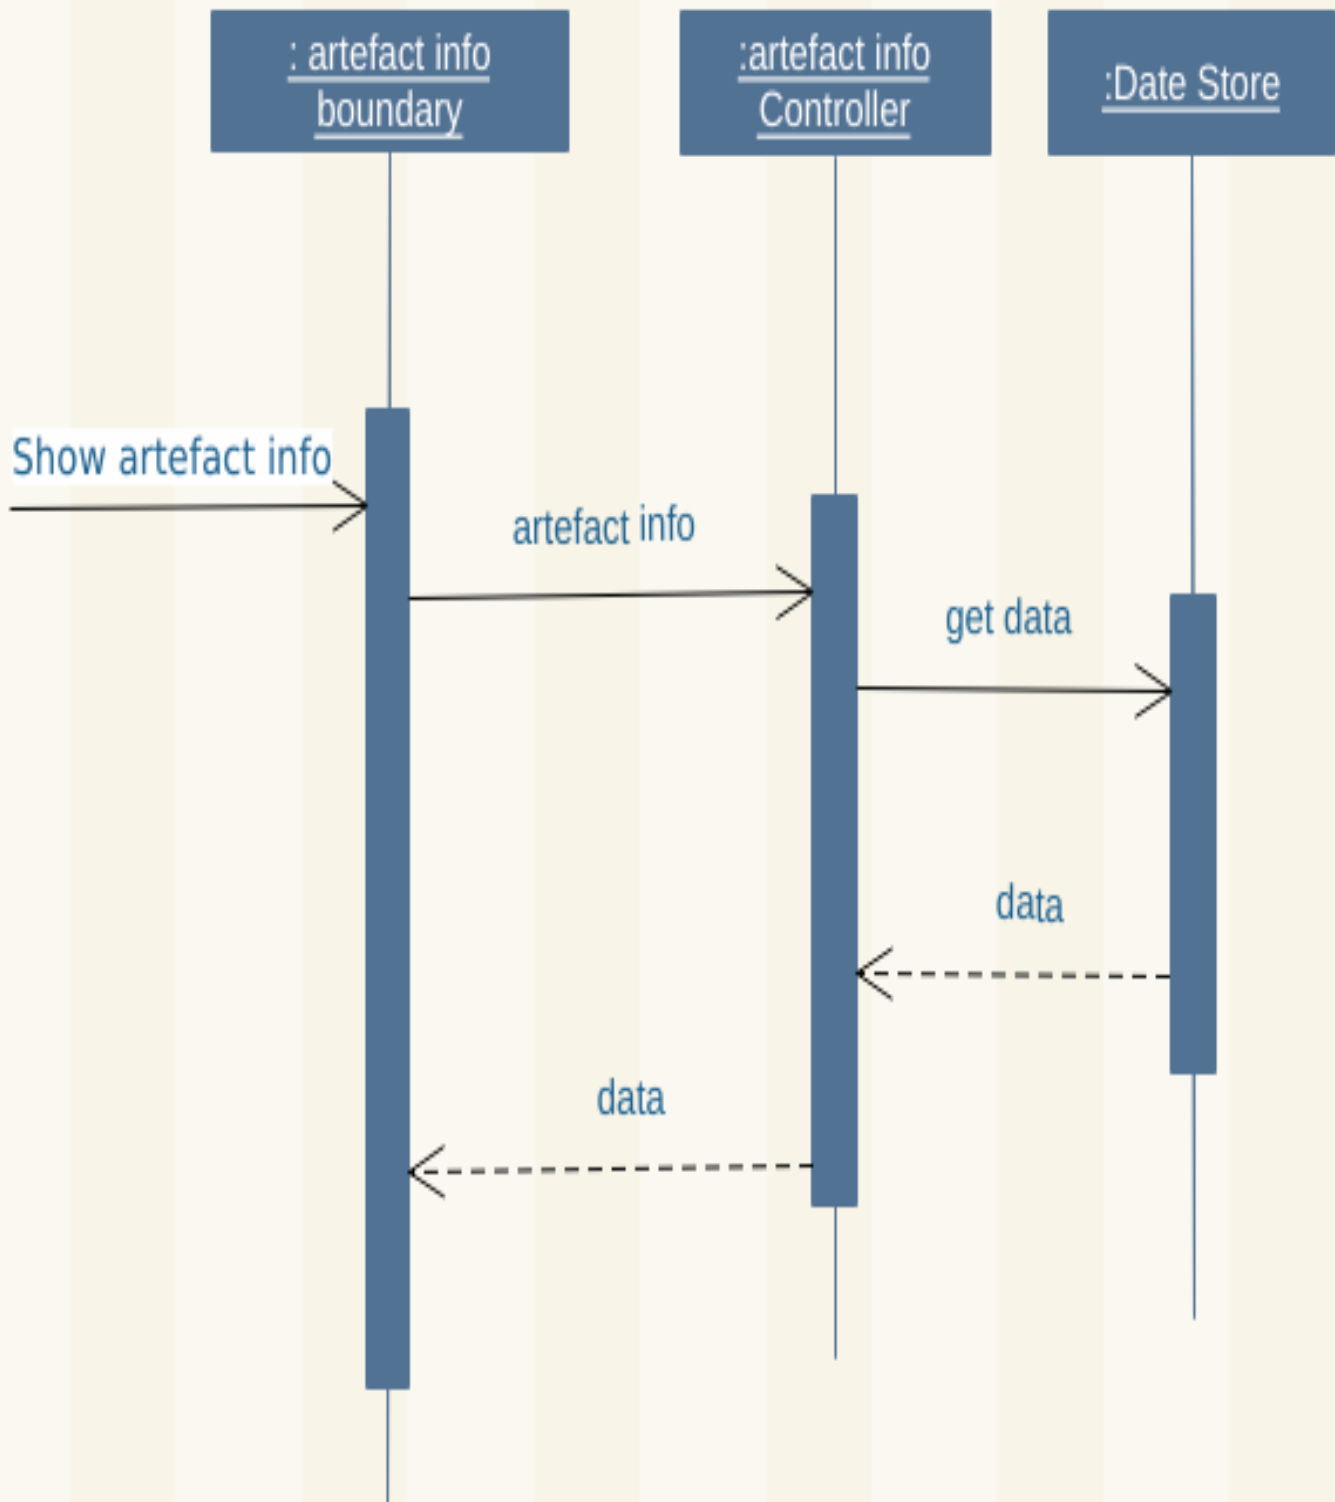 : artefact info
boundary
:artefact info
Controller
:Date Store
Show artefact info
artefact info
get data
data
data